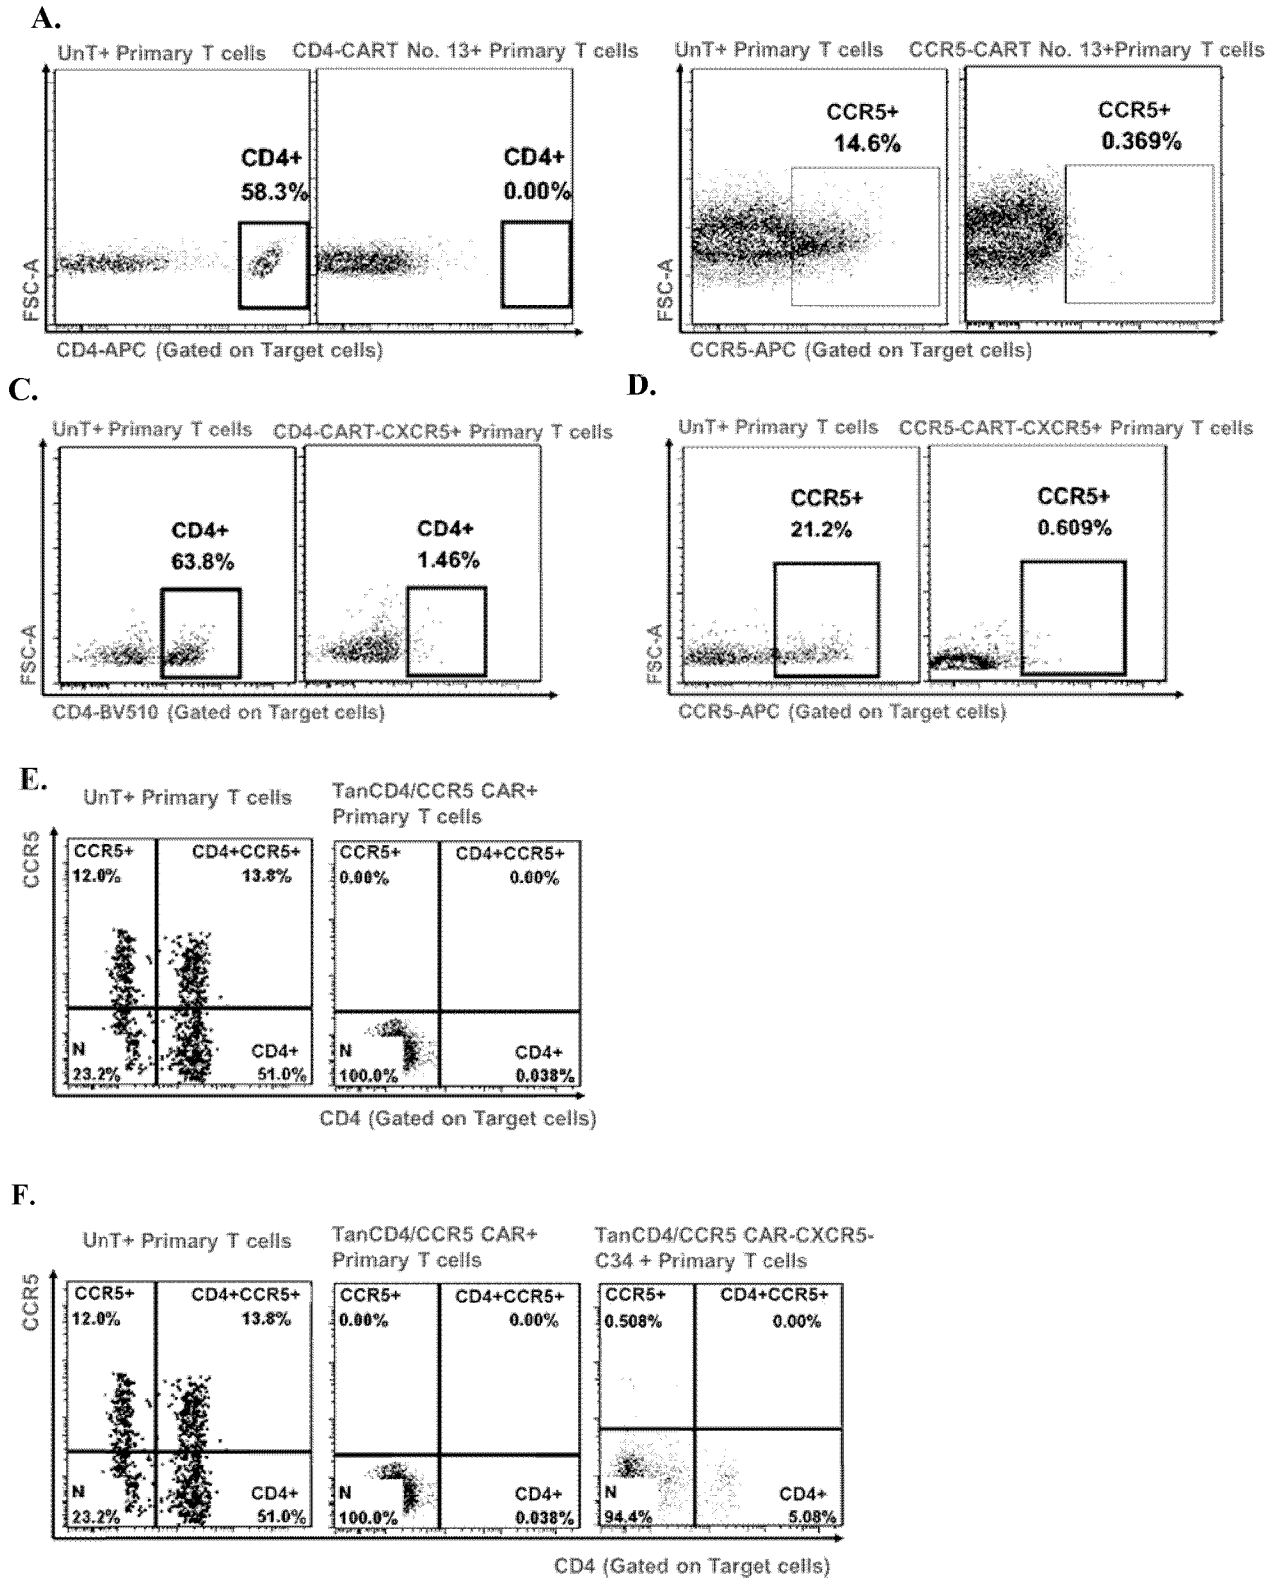 A.
UnT+ Primary T cells
CD4-CART No. 13+ Primary T cells
CD4+
58.3%
CD4+
0.00%
FSC-A
CD4-APC (Gated on Target cells)
UnT+ Primary T cells
CCR5-CART No. 13+Primary T cells
CCR5+
14.6%
CCR5+
0.369%
FSC-A
CCR5-APC (Gated on Target cells)
C.
UnT+ Primary T cells
CD4-CART-CXCR5+ Primary T cells
CD4+
63.8%
CD4+
1.46%
FSC-A
CD4-BV510 (Gated on Target cells)
D.
UnT+ Primary T cells
CCR5-CART-CXCR5+ Primary T cells
CCR5+
21.2%
CCR5+
0.609%
FSC-A
CCR5-APC (Gated on Target cells)
E.
UnT+ Primary T cells
TanCD4/CCR5 CAR+
Primary T cells
CCR5
CCR5+
12.0%
CD4+CCR5+
13.8%
N
23.2%
CD4+
51.0%
CCR5+
0.00%
CD4+CCR5+
0.00%
N
100.0%
CD4+
0.038%
CD4 (Gated on Target cells)
F.
UnT+ Primary T cells
TanCD4/CCR5 CAR+
Primary T cells
TanCD4/CCR5 CAR-CXCR5-
C34 + Primary T cells
CCR5
CCR5+
12.0%
CD4+CCR5+
13.8%
N
23.2%
CD4+
51.0%
CCR5+
0.00%
CD4+CCR5+
0.00%
N
100.0%
CD4+
0.038%
CCR5+
0.508%
CD4+CCR5+
0.00%
N
94.4%
CD4+
5.08%
CD4 (Gated on Target cells)